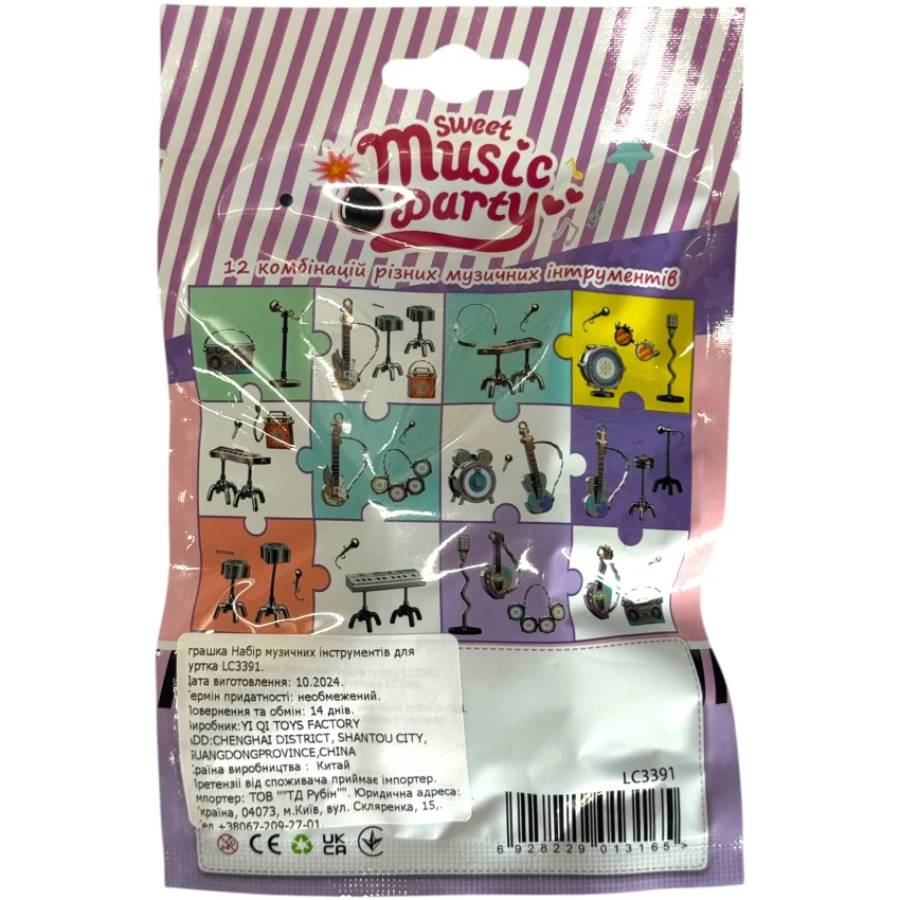 Sweet
Music
Party
12 комбінацій різних музичних інтрументів
грашка Набір музичних інструментів для
уртка LC3391.
Дата виготовлення: 10.2024.
Термін придатності: необмежений.
Повернення та обмін: 14 днів.
Виробник:YI QI TOYS FACTORY
ADD:CHENGHAI DISTRICT, SHANTOU CITY,
GUANGDONGPROVINCE,CHINA
Країна виробництва : Китай
Претензії від споживача приймає імпортер.
Імпортер: ТОВ ""ТД Рубін"". Юридична адреса:
Україна, 04073, м.Київ, вул. Скляренка, 15,.
Тел.+38067-209-27-01
LC3391
6 928229 013165 >
CE UK
CA